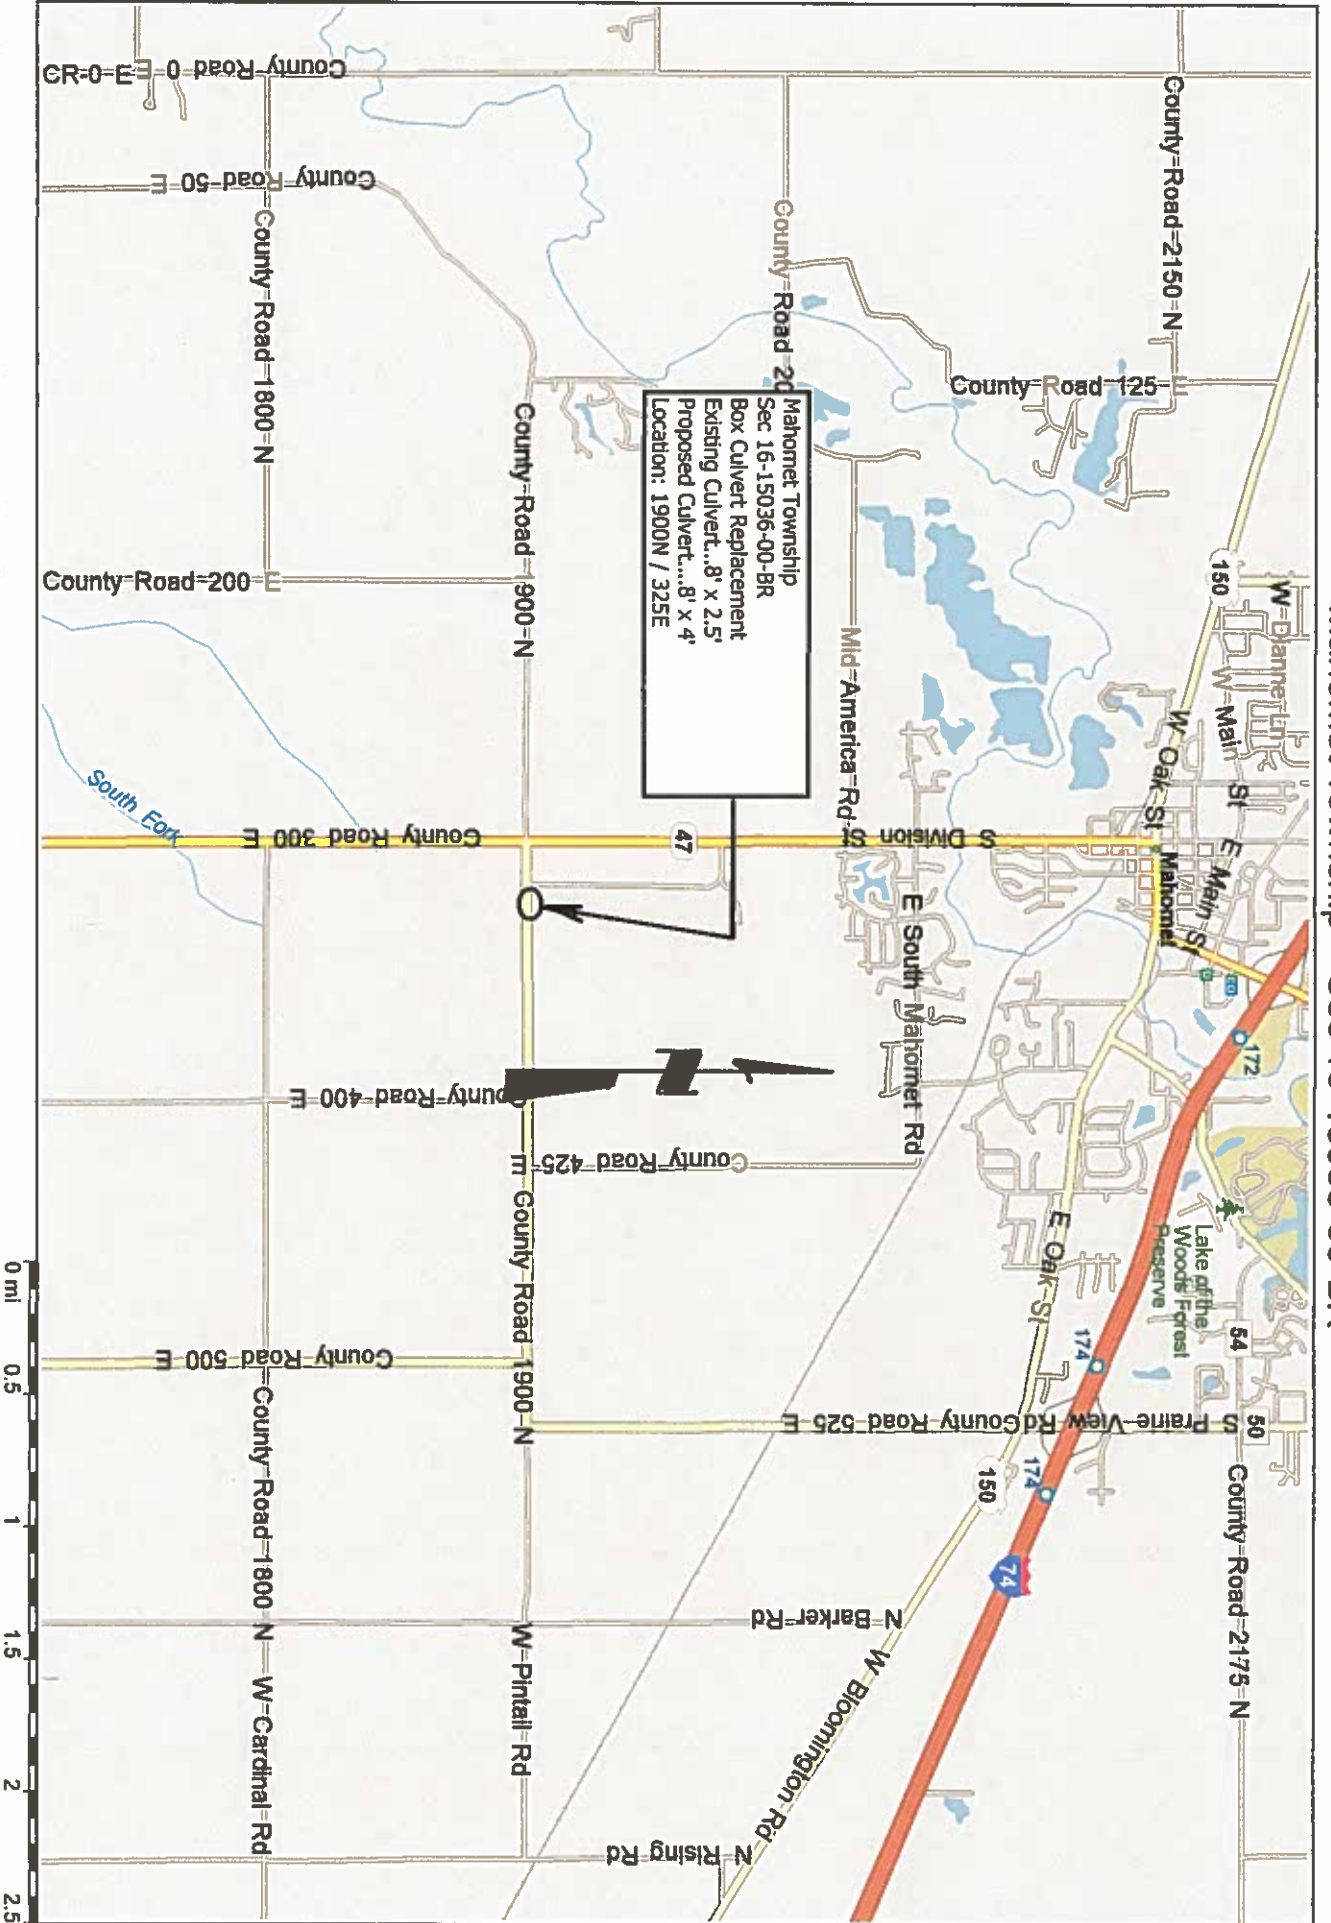 Mahomet Township
Sec 16-15036-00-BR
Box Culvert Replacement
Existing Culvert...8' x 2.5'
Proposed Culvert....8' x 4'
Location: 1900N / 325E
W Dianne Ln
W Main St
E Main St
150
W Oak St
Mahomet
172
Lake of the
Woods Forest
Preserve
54
50
County Road 2175 N
County Road 2150 N
County Road 125 E
174
174
E Oak St
150
74
S Prairie View Rd
County Road 525 E
S Division St
E South Mahomet Rd
Mid America Rd
County Road 20
47
N
W Bloomington Rd
N Barker Rd
N Rising Rd
County Road 425 E
County Road 1900 N
County Road 1900 N
W Pintail Rd
County Road 0 E
CR 0 E
County Road 50 E
County Road 200 E
County Road 300 E
County Road 400 E
County Road 500 E
County Road 1800 N
County Road 1800 N
W Cardinal Rd
South Fork
0 mi
0.5
1
1.5
2
2.5